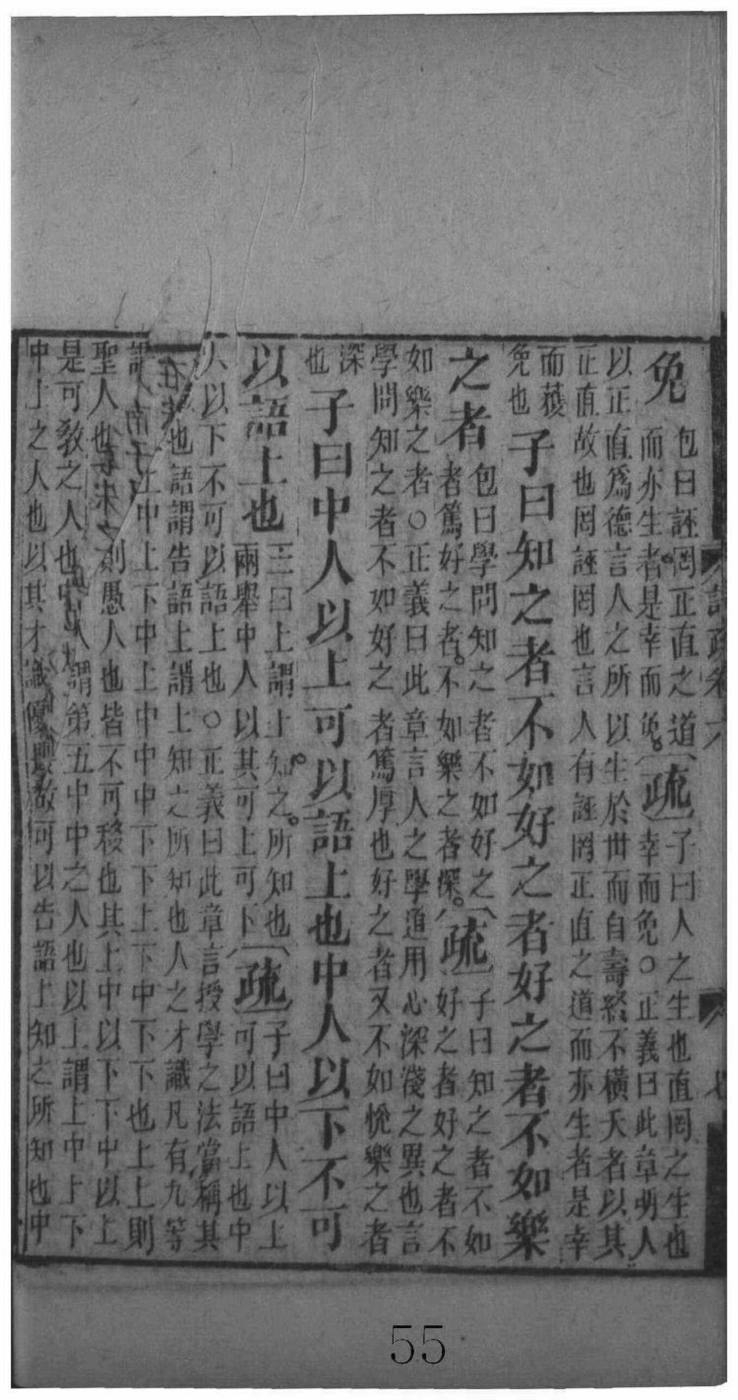 免
包曰誣罔正直之道
而亦生者是幸而免
疏
子曰人之生也直罔之生也
幸而免○正義曰此章明人
以正直爲德言人之所以生於世而自壽終不橫夭者以其
正直故也罔誣罔也言人有誣罔正直之道而亦生者是幸
而獲
免也
子曰知之者不如好之者好之者不如樂
之者
包曰學問知之者不如好之
者篤好之者不如樂之者深
疏
子曰知之者不如
好之者好之者不
如樂之者○正義曰此章言人之學道用心深淺之異也言
學問知之者不如好之者篤厚也好之者又不如悅樂之者
深
也
子曰中人以上可以語上也中人以下不可
以語上也
王曰上謂上知之所知也
兩舉中人以其可上可下
疏
子曰中人以上
可以語上也中
人以下不可以語上也○正義曰此章言授學之法當稱其
也語謂告語上謂上知之所知也人之才識凡有九等
上中上下中上中中中下下上下中下下也上上則
聖人也則愚人也皆不可移也其上中以下下中以上
是可敎之人也中人謂第五中中之人也以上謂上中上下
中上之人也以其才識優長故可以告語上知之所知也中
語疏卷六
55